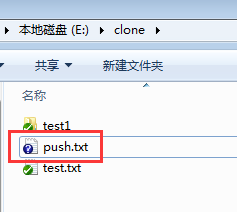 本地磁盘 (E:) ▸ clone ▸
共享 ▾ 新建文件夹
名称
test1
push.txt
test.txt